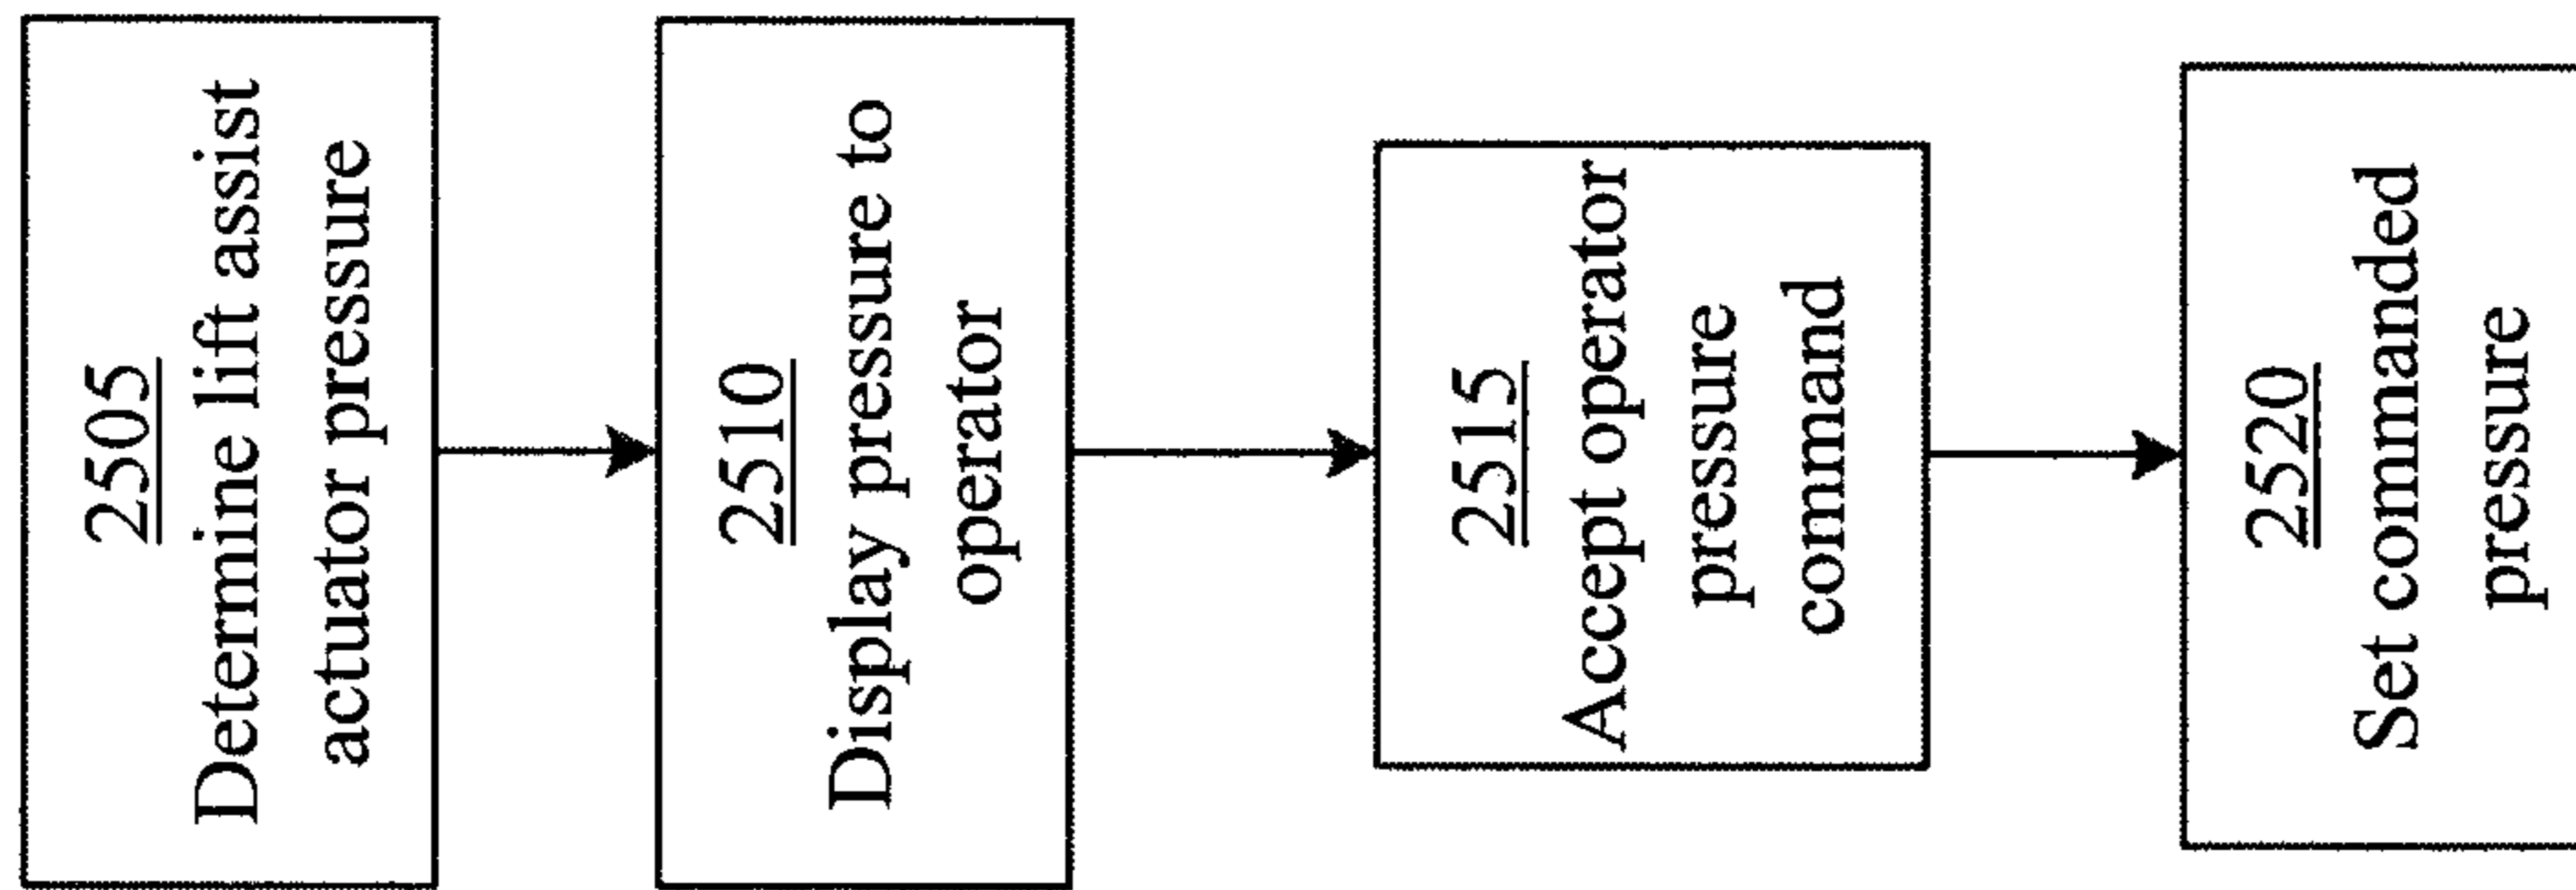 2505
Determine lift assist
actuator pressure
2510
Display pressure to
operator
2515
Accept operator
pressure
command
2520
Set commanded
pressure